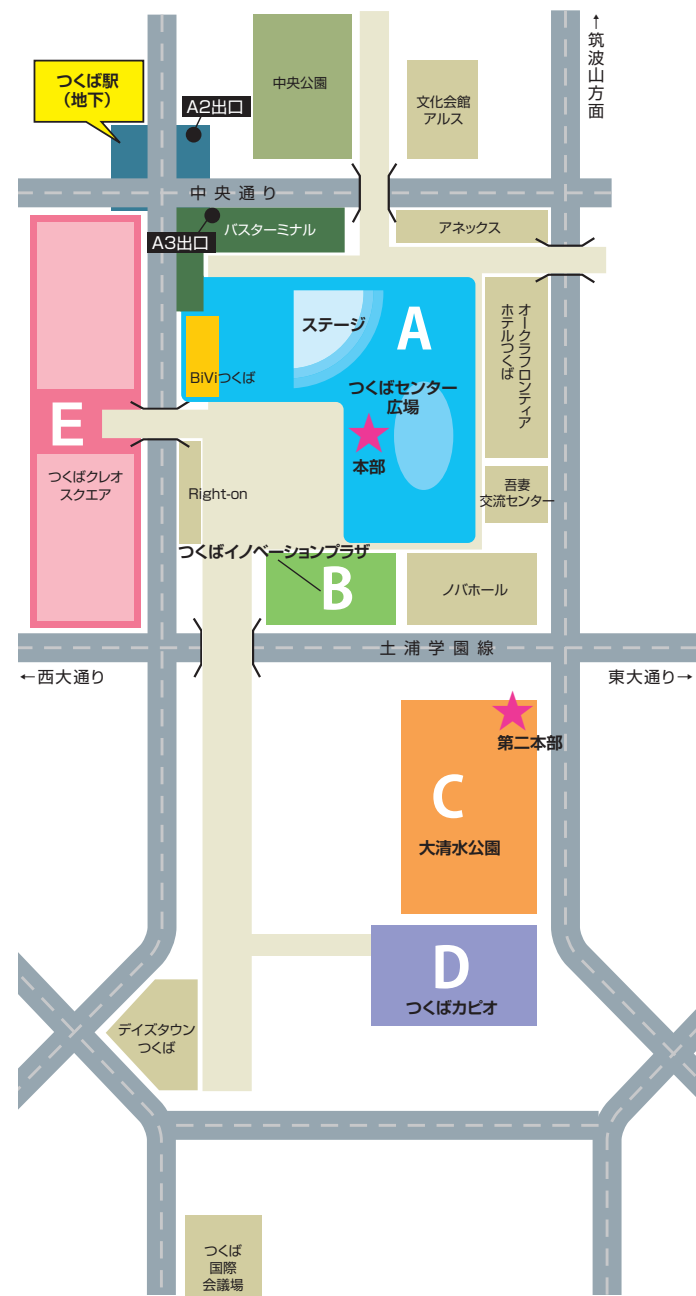 つくば駅
（地下）
A2出口
中央公園
文化会館
アルス
↑筑波山方面
中央通り
A3出口
バスターミナル
アネックス
ステージ
A
オークラフロンティア
ホテルつくば
BiViつくば
つくばセンター
広場
E
本部
つくばクレオ
スクエア
Right-on
吾妻
交流センター
つくばイノベーションプラザ
B
ノバホール
土浦学園線
←西大通り
東大通り→
第二本部
C
大清水公園
D
つくばカピオ
デイズタウン
つくば
つくば
国際
会議場